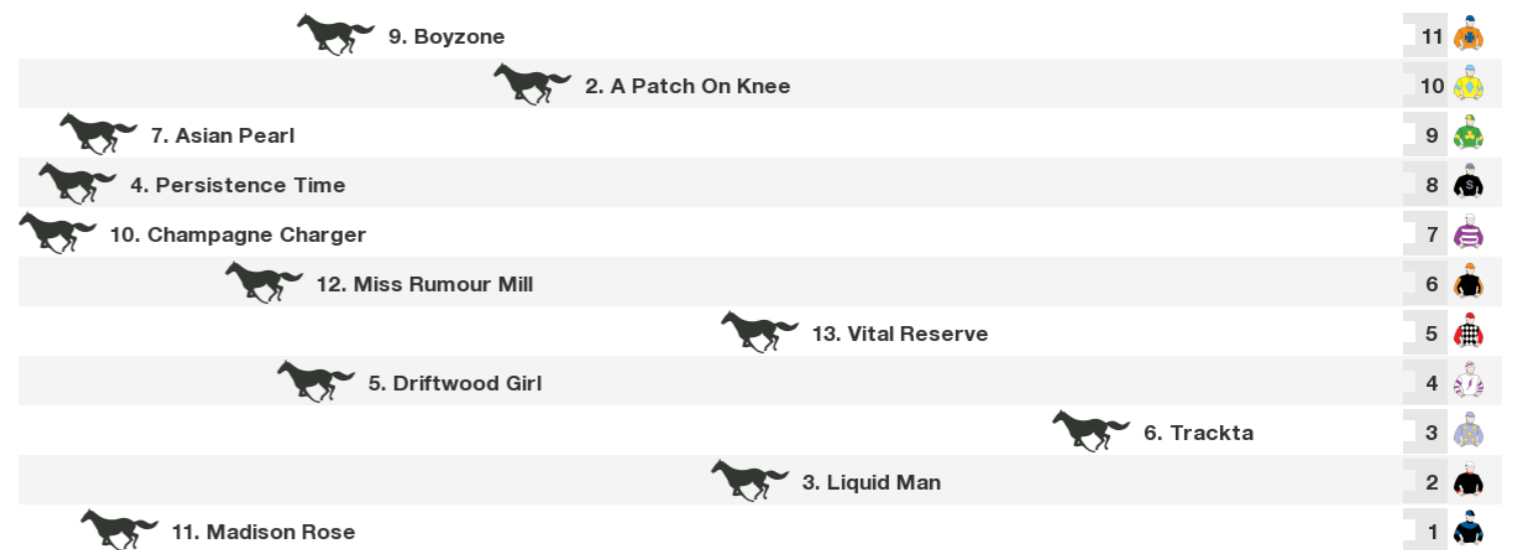 9. Boyzone 11
2. A Patch On Knee 10
7. Asian Pearl 9
4. Persistence Time 8 S
10. Champagne Charger 7
12. Miss Rumour Mill 6
13. Vital Reserve 5
5. Driftwood Girl 4
6. Trackta 3
3. Liquid Man 2
11. Madison Rose 1